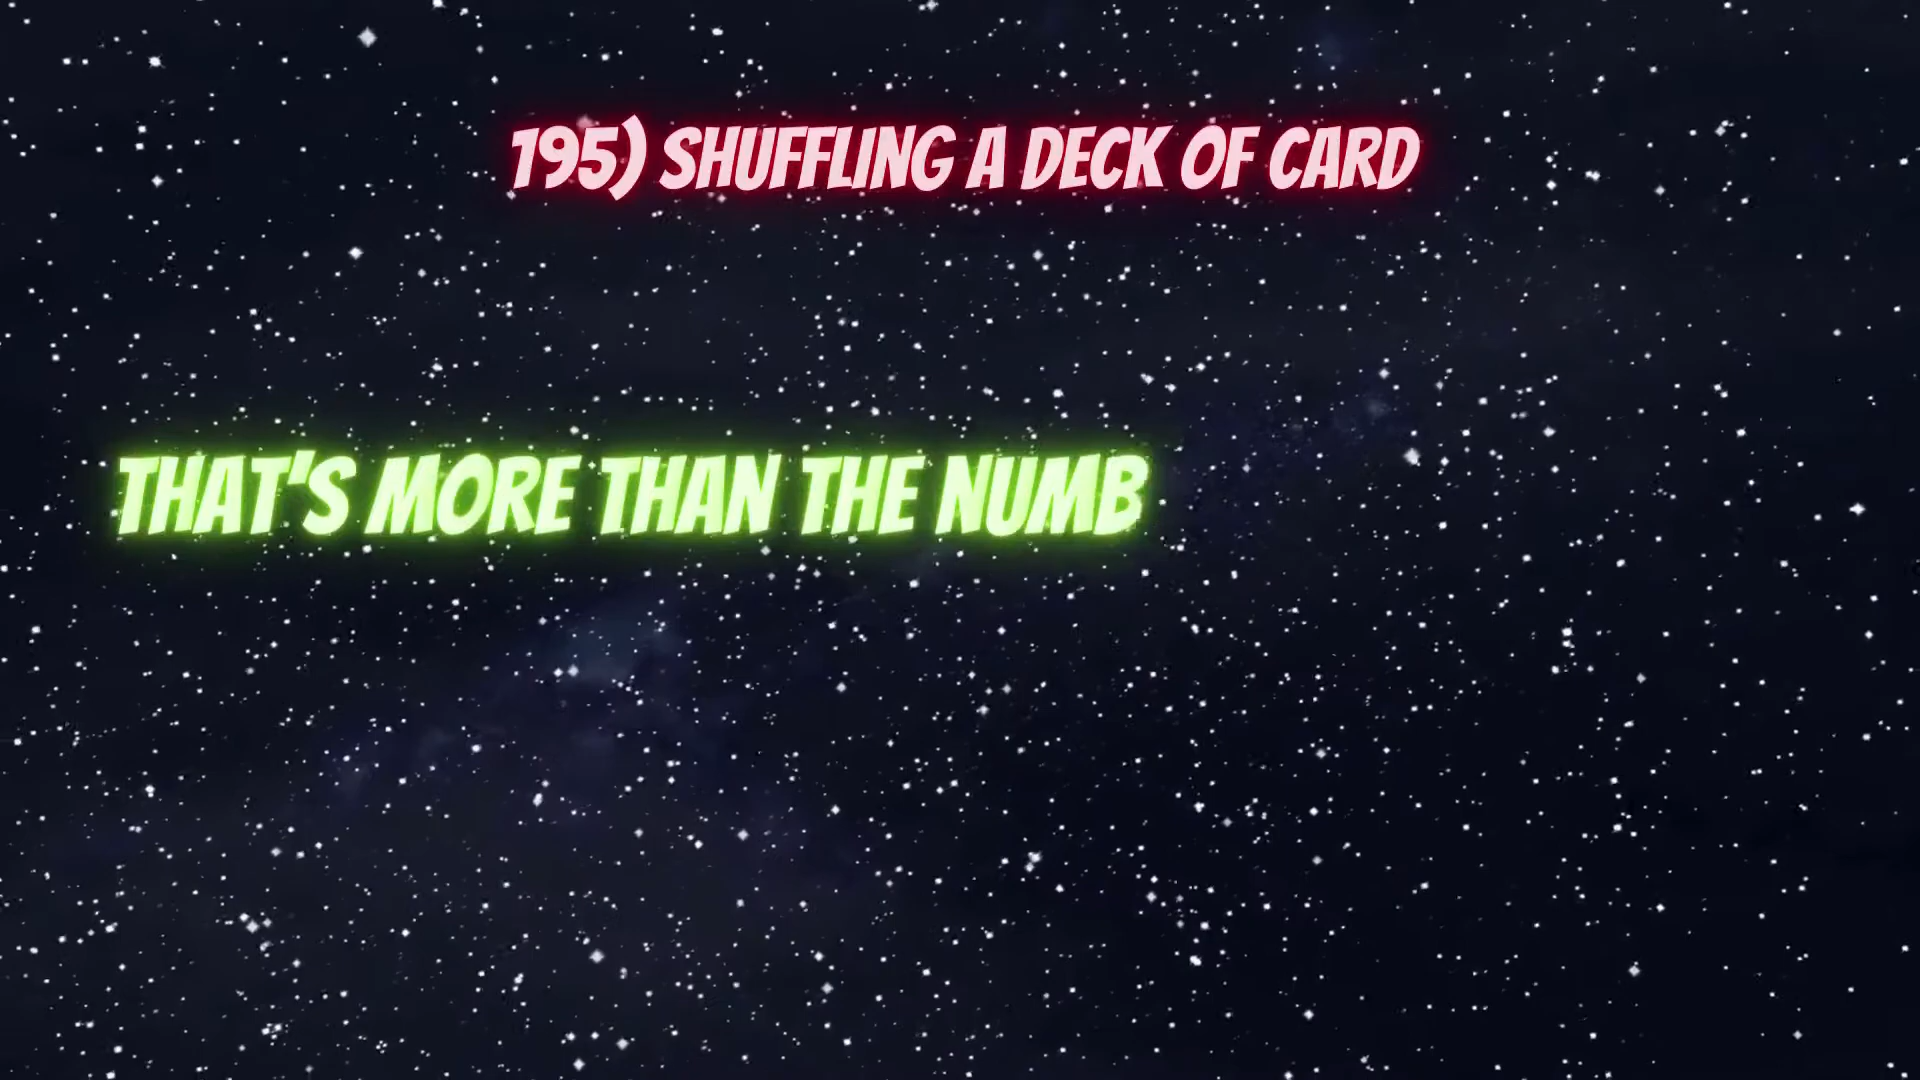 195) SHUFFLING A DECK OF CARD
THAT'S MORE THAN THE NUMB